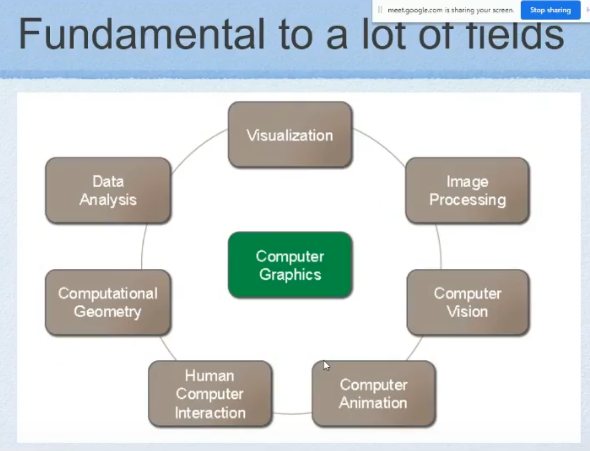 meet.google.com is sharing your screen.
Stop sharing
Fundamental to a lot of fields
Visualization
Data
Analysis
Image
Processing
Computer
Graphics
Computational
Geometry
Computer
Vision
Human
Computer
Interaction
Computer
Animation